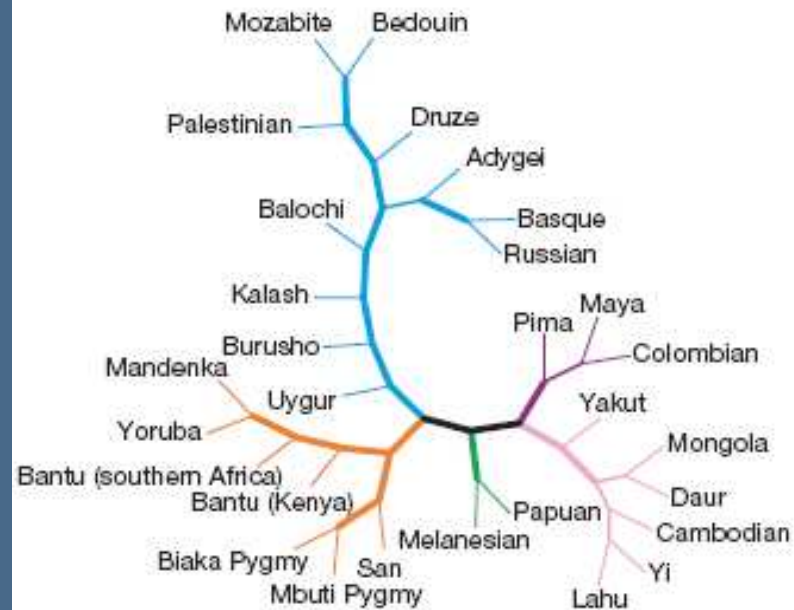 Mozabite
Bedouin
Palestinian
Druze
Adygei
Balochi
Basque
Russian
Kalash
Maya
Pima
Burusho
Colombian
Mandenka
Uygur
Yakut
Yoruba
Mongola
Bantu (southern Africa)
Bantu (Kenya)
Daur
Papuan
Cambodian
Melanesian
Biaka Pygmy
San
Yi
Mbuti Pygmy
Lahu